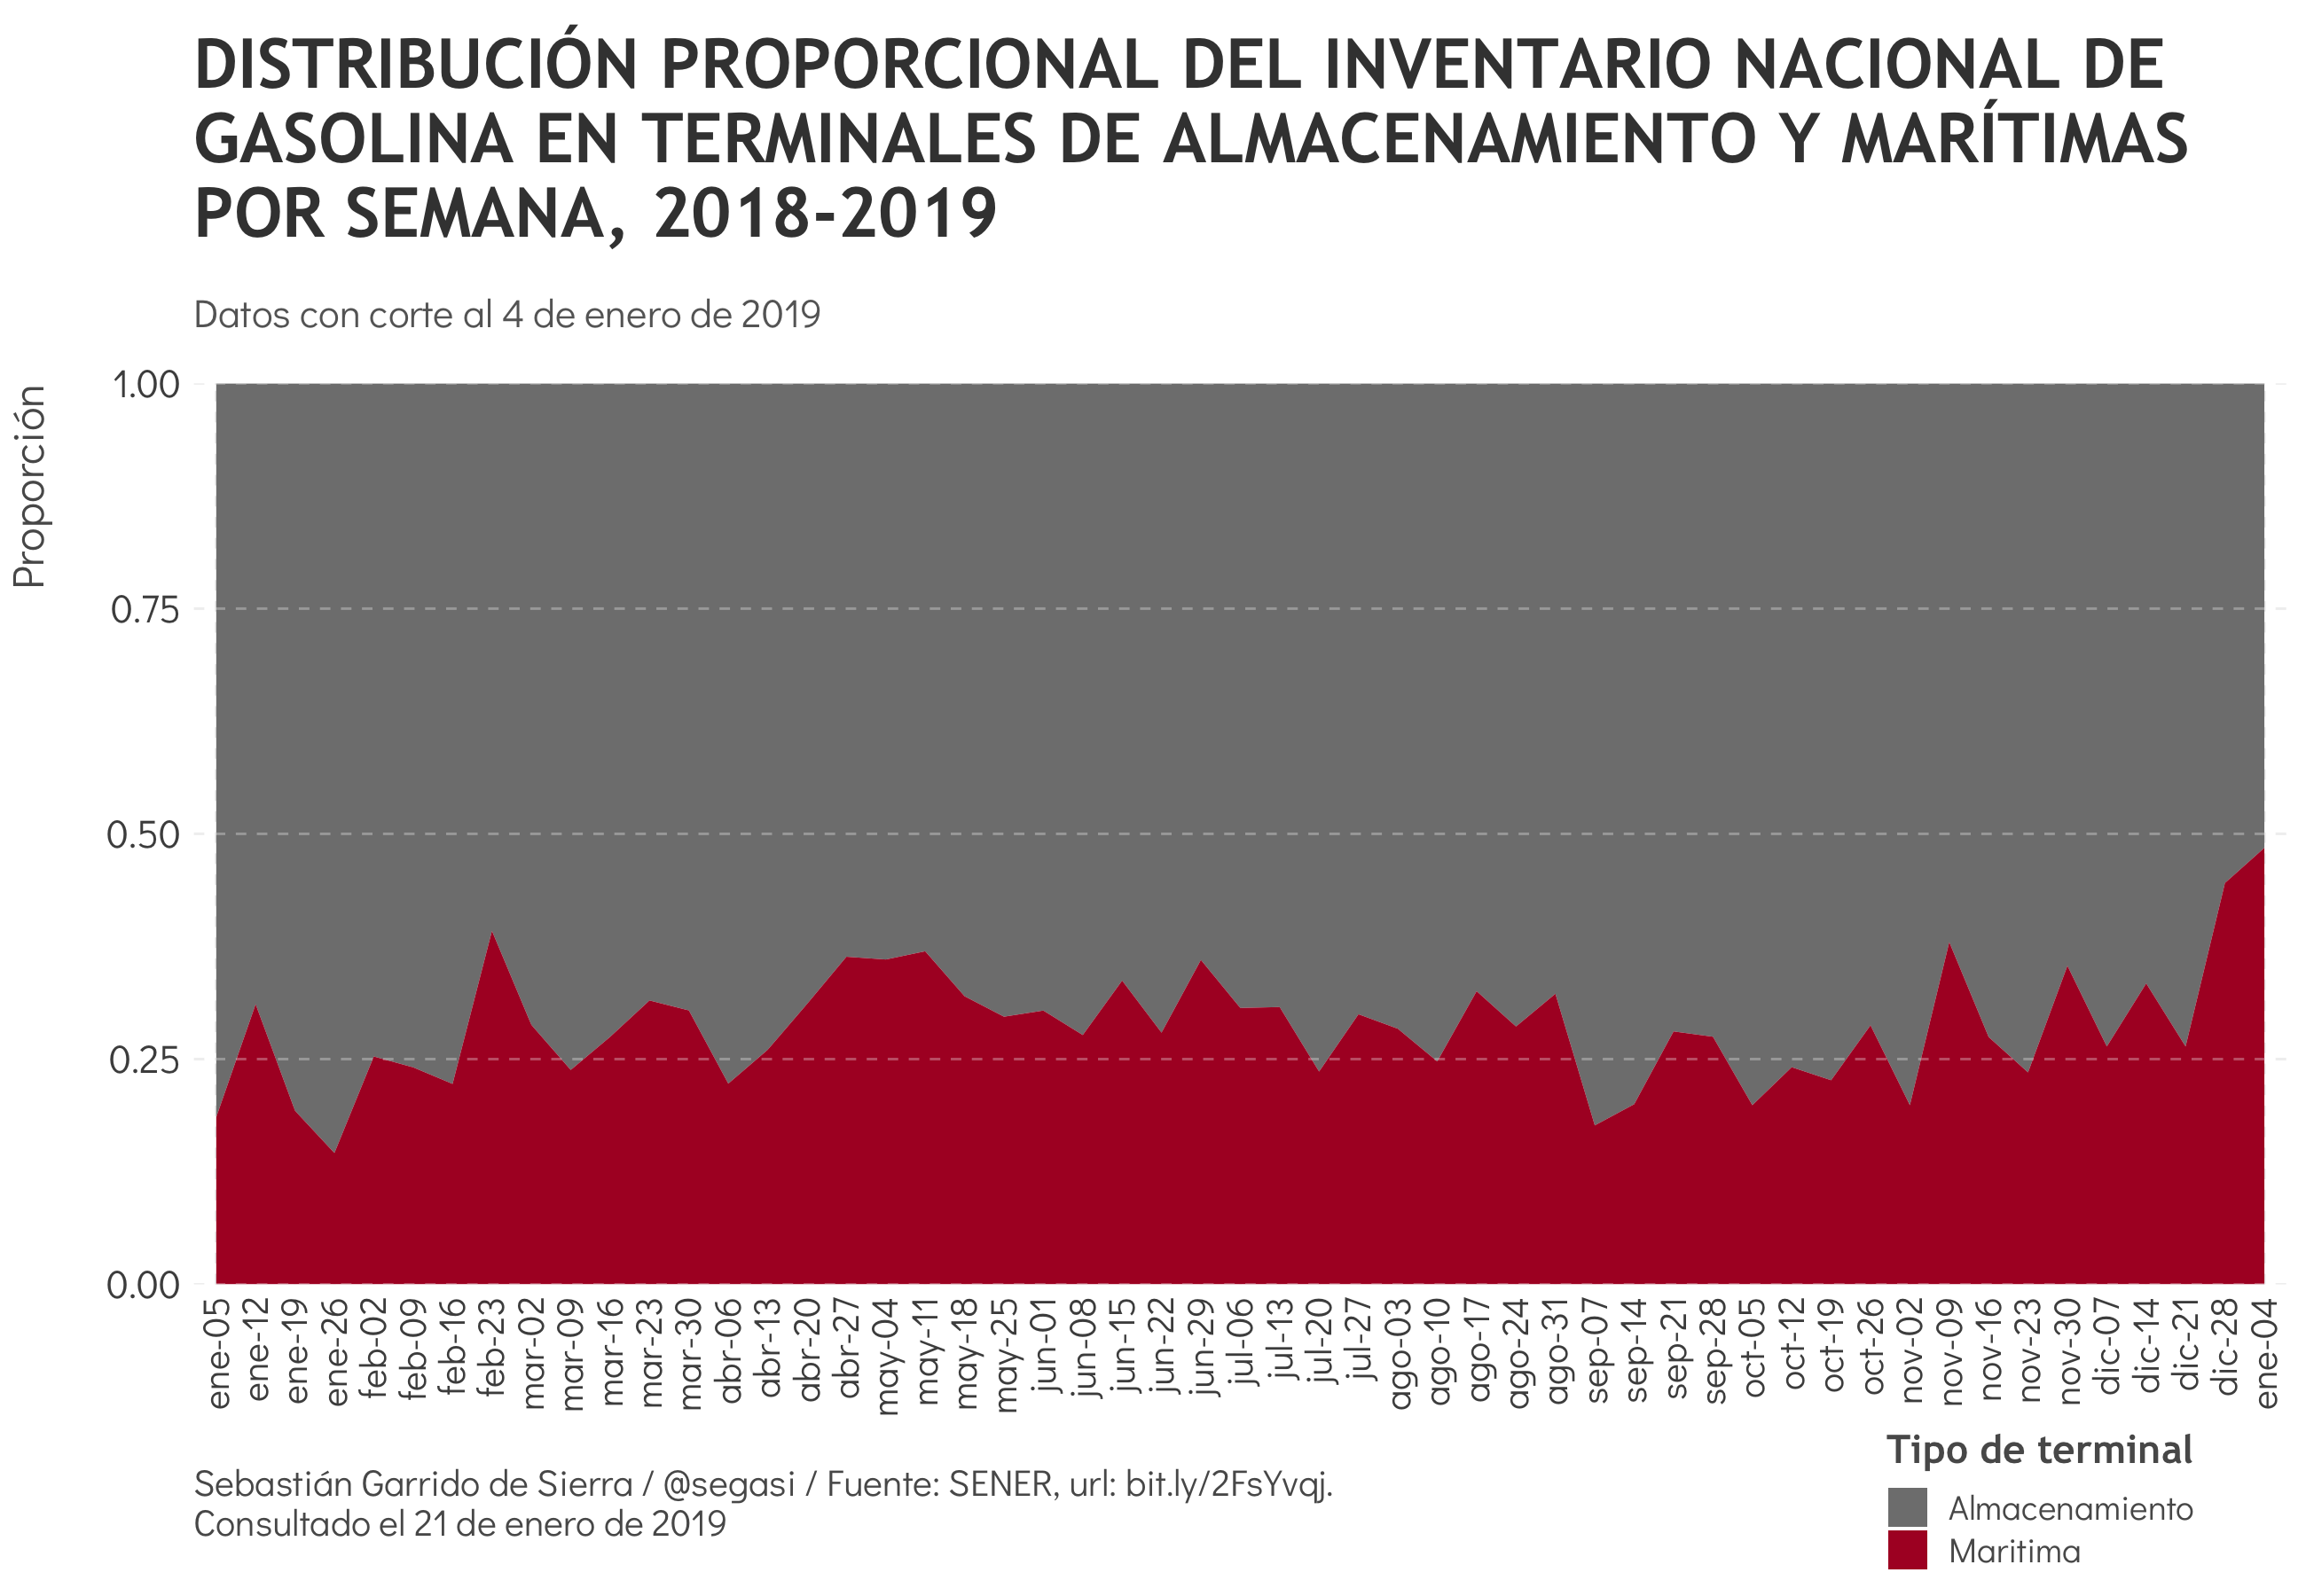 DISTRIBUCÍÓN PROPORCIONAL DEL INVENTARIO NACIONAL DE
GASOLINA EN TERMINALES DE ALMACENAMIENTO Y MARÍTIMAS
POR SEMANA, 2018-2019
Datos con corte al 4 de enero de 2019
Proporción
1.00
0.75
0.50
0.25
0.00
ene-05
ene-12
ene-19
ene-26
feb-02
feb-09
feb-16
feb-23
mar-02
mar-09
mar-16
mar-23
mar-30
abr-06
abr-13
abr-20
abr-27
may-04
may-11
may-18
may-25
jun-01
jun-08
jun-15
jun-22
jun-29
jul-06
jul-13
jul-20
jul-27
ago-03
ago-10
ago-17
ago-24
ago-31
sep-07
sep-14
sep-21
sep-28
oct-05
oct-12
oct-19
oct-26
nov-02
nov-09
nov-16
nov-23
nov-30
dic-07
dic-14
dic-21
dic-28
ene-04
Tipo de terminal
Almacenamiento
Maritima
Sebastián Garrido de Sierra / @segasi / Fuente: SENER, url: bit.ly/2FsYvqj.
Consultado el 21 de enero de 2019